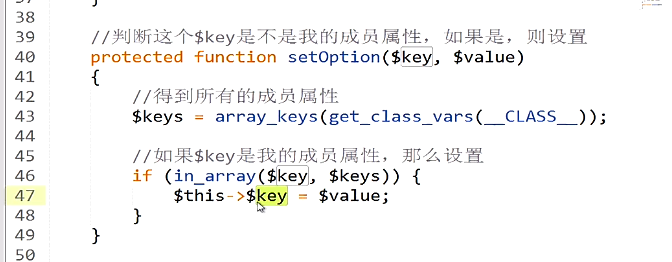 37 }
38
39 //判断这个$key是不是我的成员属性，如果是，则设置
40 protected function setOption($key, $value)
41 {
42 //得到所有的成员属性
43 $keys = array_keys(get_class_vars(__CLASS__));
44
45 //如果$key是我的成员属性，那么设置
46 if (in_array($key, $keys)) {
47 $this->$key = $value;
48 }
49 }
50